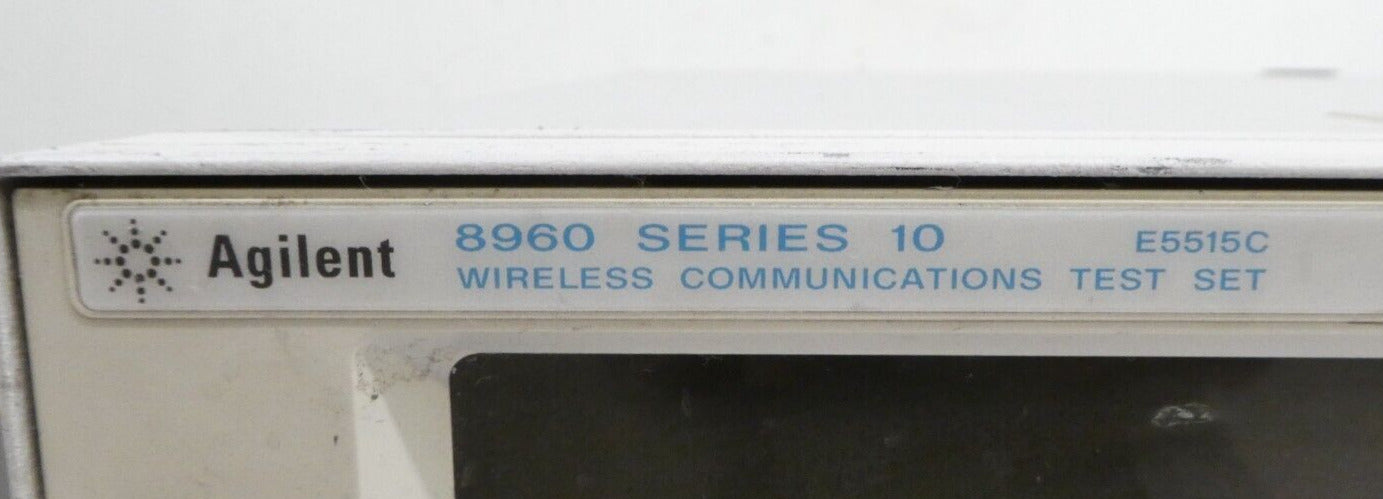 Agilent
8960 SERIES 10 E5515C
WIRELESS COMMUNICATIONS TEST SET